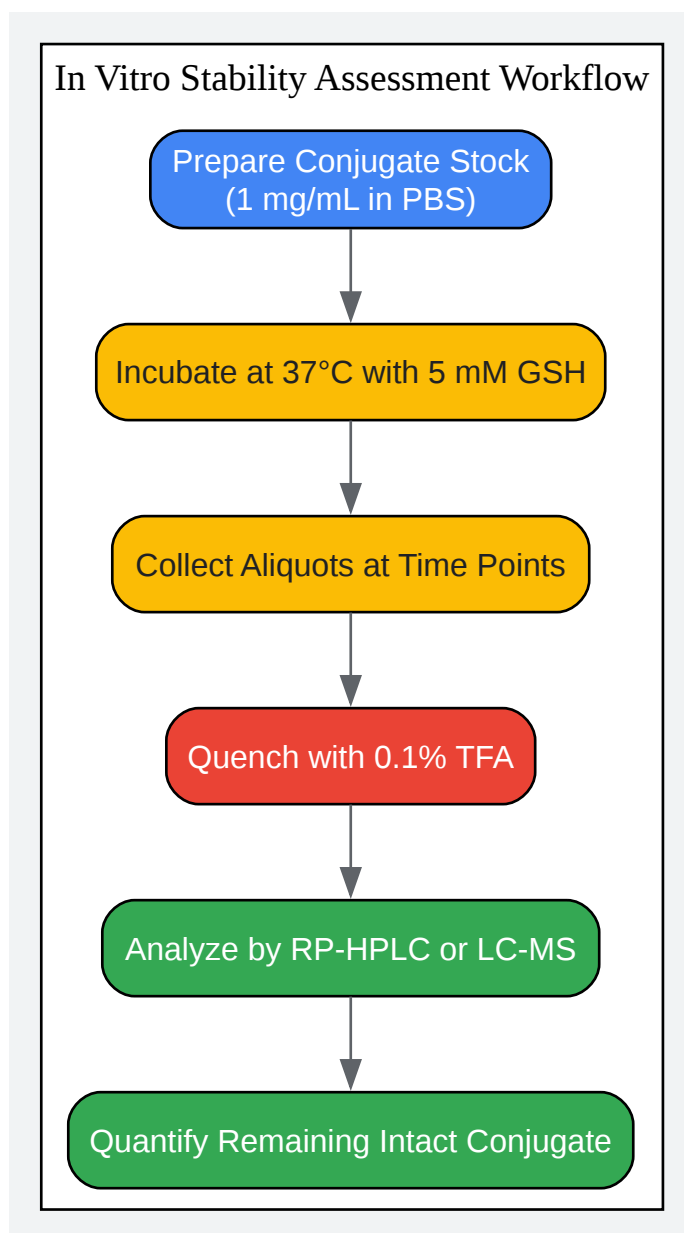 In Vitro Stability Assessment Workflow
Prepare Conjugate Stock
(1 mg/mL in PBS)
Incubate at 37°C with 5 mM GSH
Collect Aliquots at Time Points
Quench with 0.1% TFA
Analyze by RP-HPLC or LC-MS
Quantify Remaining Intact Conjugate